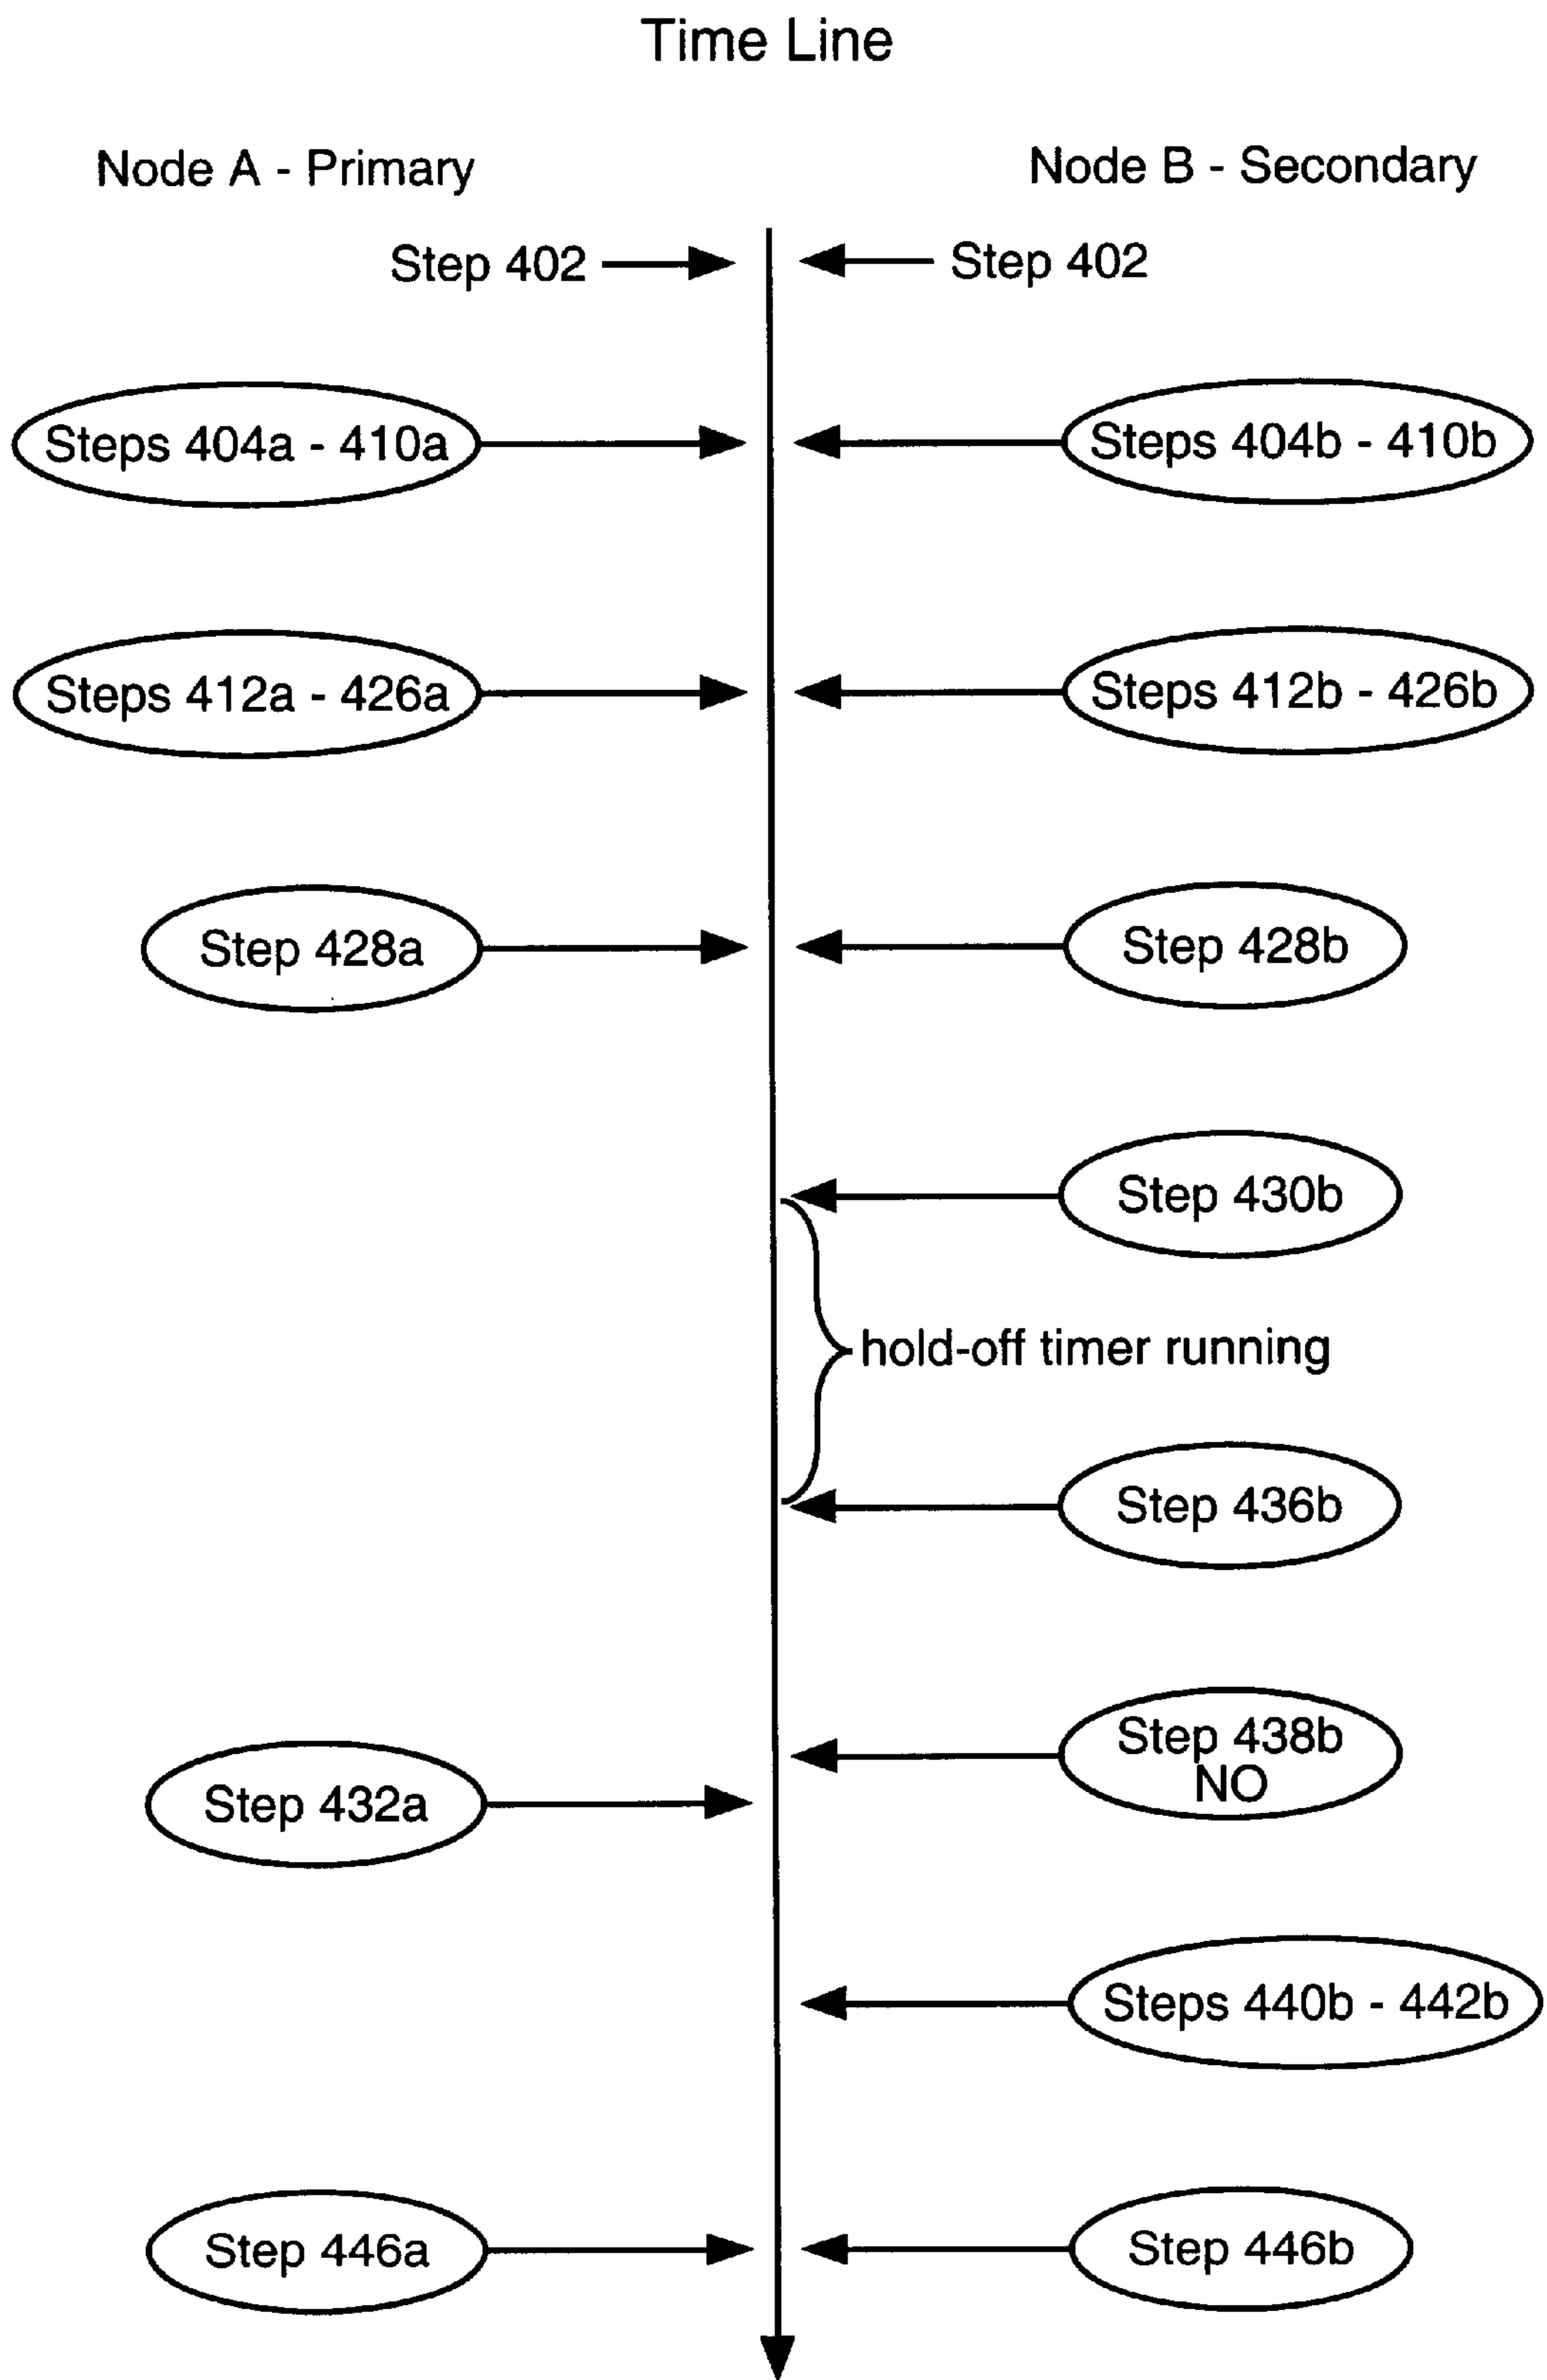 Time Line
Node A - Primary
Node B - Secondary
Step 402
Step 402
Steps 404a - 410a
Steps 404b - 410b
Steps 412a - 426a
Steps 412b - 426b
Step 428a
Step 428b
Step 430b
hold-off timer running
Step 436b
Step 438b
NO
Step 432a
Steps 440b - 442b
Step 446a
Step 446b